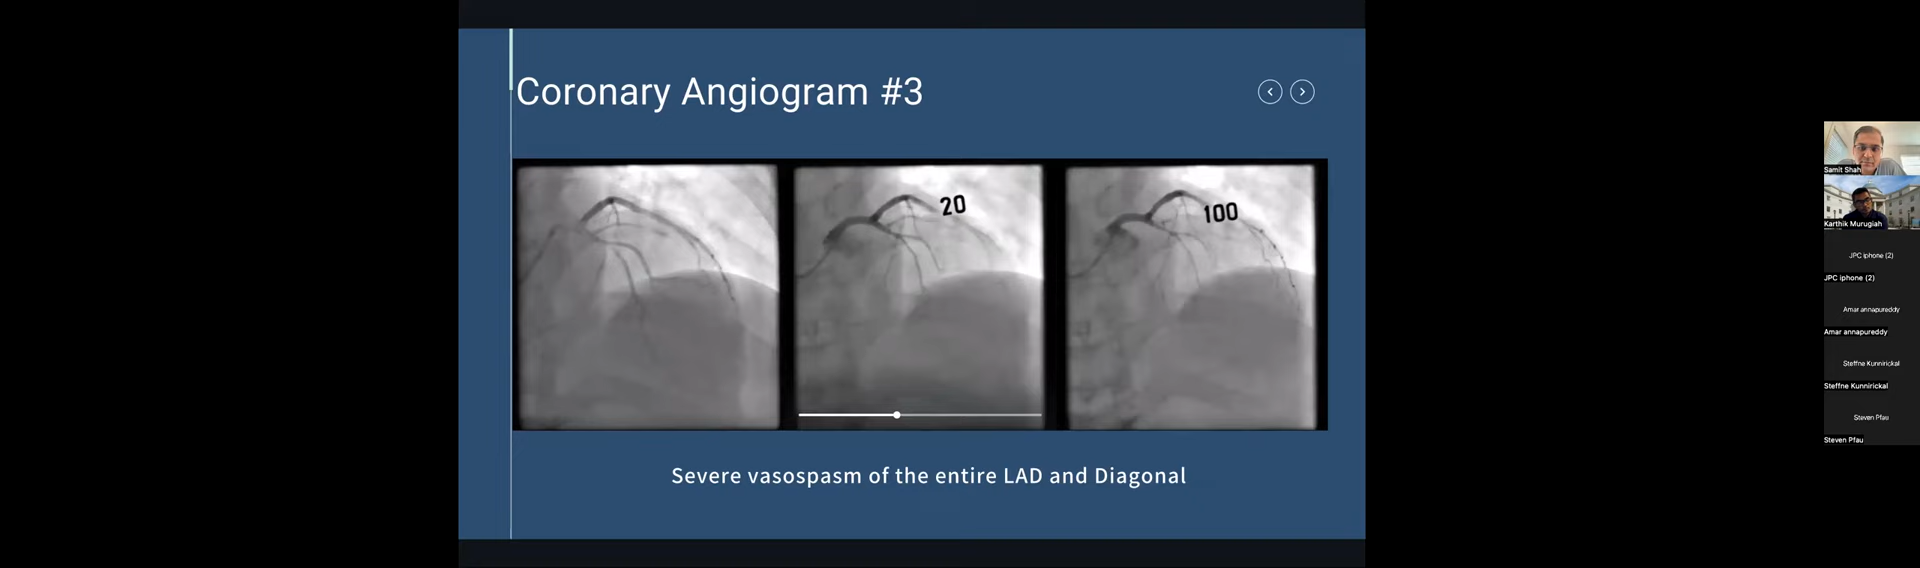 Coronary Angiogram #3
20
100
Severe vasospasm of the entire LAD and Diagonal
Samit Shah
Karthik Murugiah
JPC iphone (2)
JPC iphone (2)
Amar annapureddy
Amar annapureddy
Steffne Kunnirickal
Steffne Kunnirickal
Steven Pfau
Steven Pfau